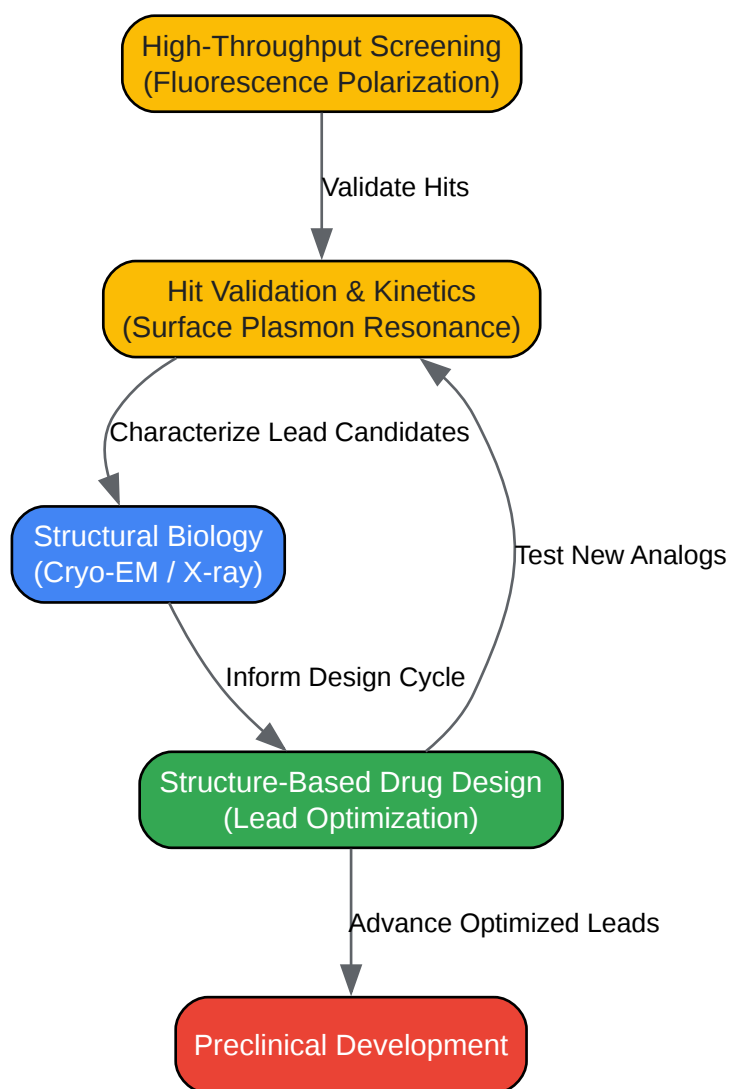 High-Throughput Screening
(Fluorescence Polarization)
Validate Hits
Hit Validation & Kinetics
(Surface Plasmon Resonance)
Characterize Lead Candidates
Structural Biology
(Cryo-EM / X-ray)
Test New Analogs
Inform Design Cycle
Structure-Based Drug Design
(Lead Optimization)
Advance Optimized Leads
Preclinical Development